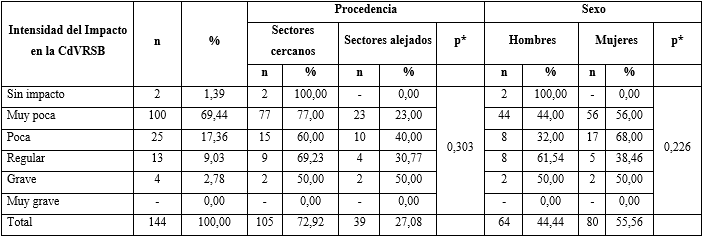 Intensidad del Impacto en la CdVRSB n % Procedencia Sexo
Sectores cercanos Sectores alejados p* Hombres Mujeres p*
n % n % n % n %
Sin impacto 2 1,39 2 100,00 - 0,00 2 100,00 - 0,00
Muy poca 100 69,44 77 77,00 23 23,00 44 44,00 56 56,00
Poca 25 17,36 15 60,00 10 40,00 8 32,00 17 68,00
0,303 0,226
Regular 13 9,03 9 69,23 4 30,77 8 61,54 5 38,46
Grave 4 2,78 2 50,00 2 50,00 2 50,00 2 50,00
Muy grave - 0,00 - 0,00 - 0,00 - 0,00 - 0,00
Total 144 100,00 105 72,92 39 27,08 64 44,44 80 55,56